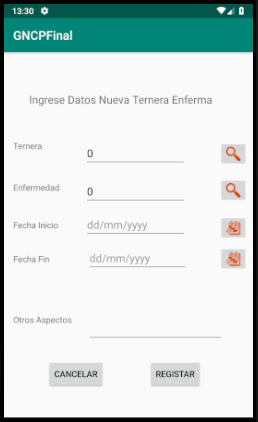 13:30
GNCPFinal
Ingrese Datos Nueva Ternera Enferma
Ternera 0
Enfermedad 0
Fecha Inicio dd/mm/yyyy
Fecha Fin dd/mm/yyyy
Otros Aspectos
CANCELAR REGISTAR